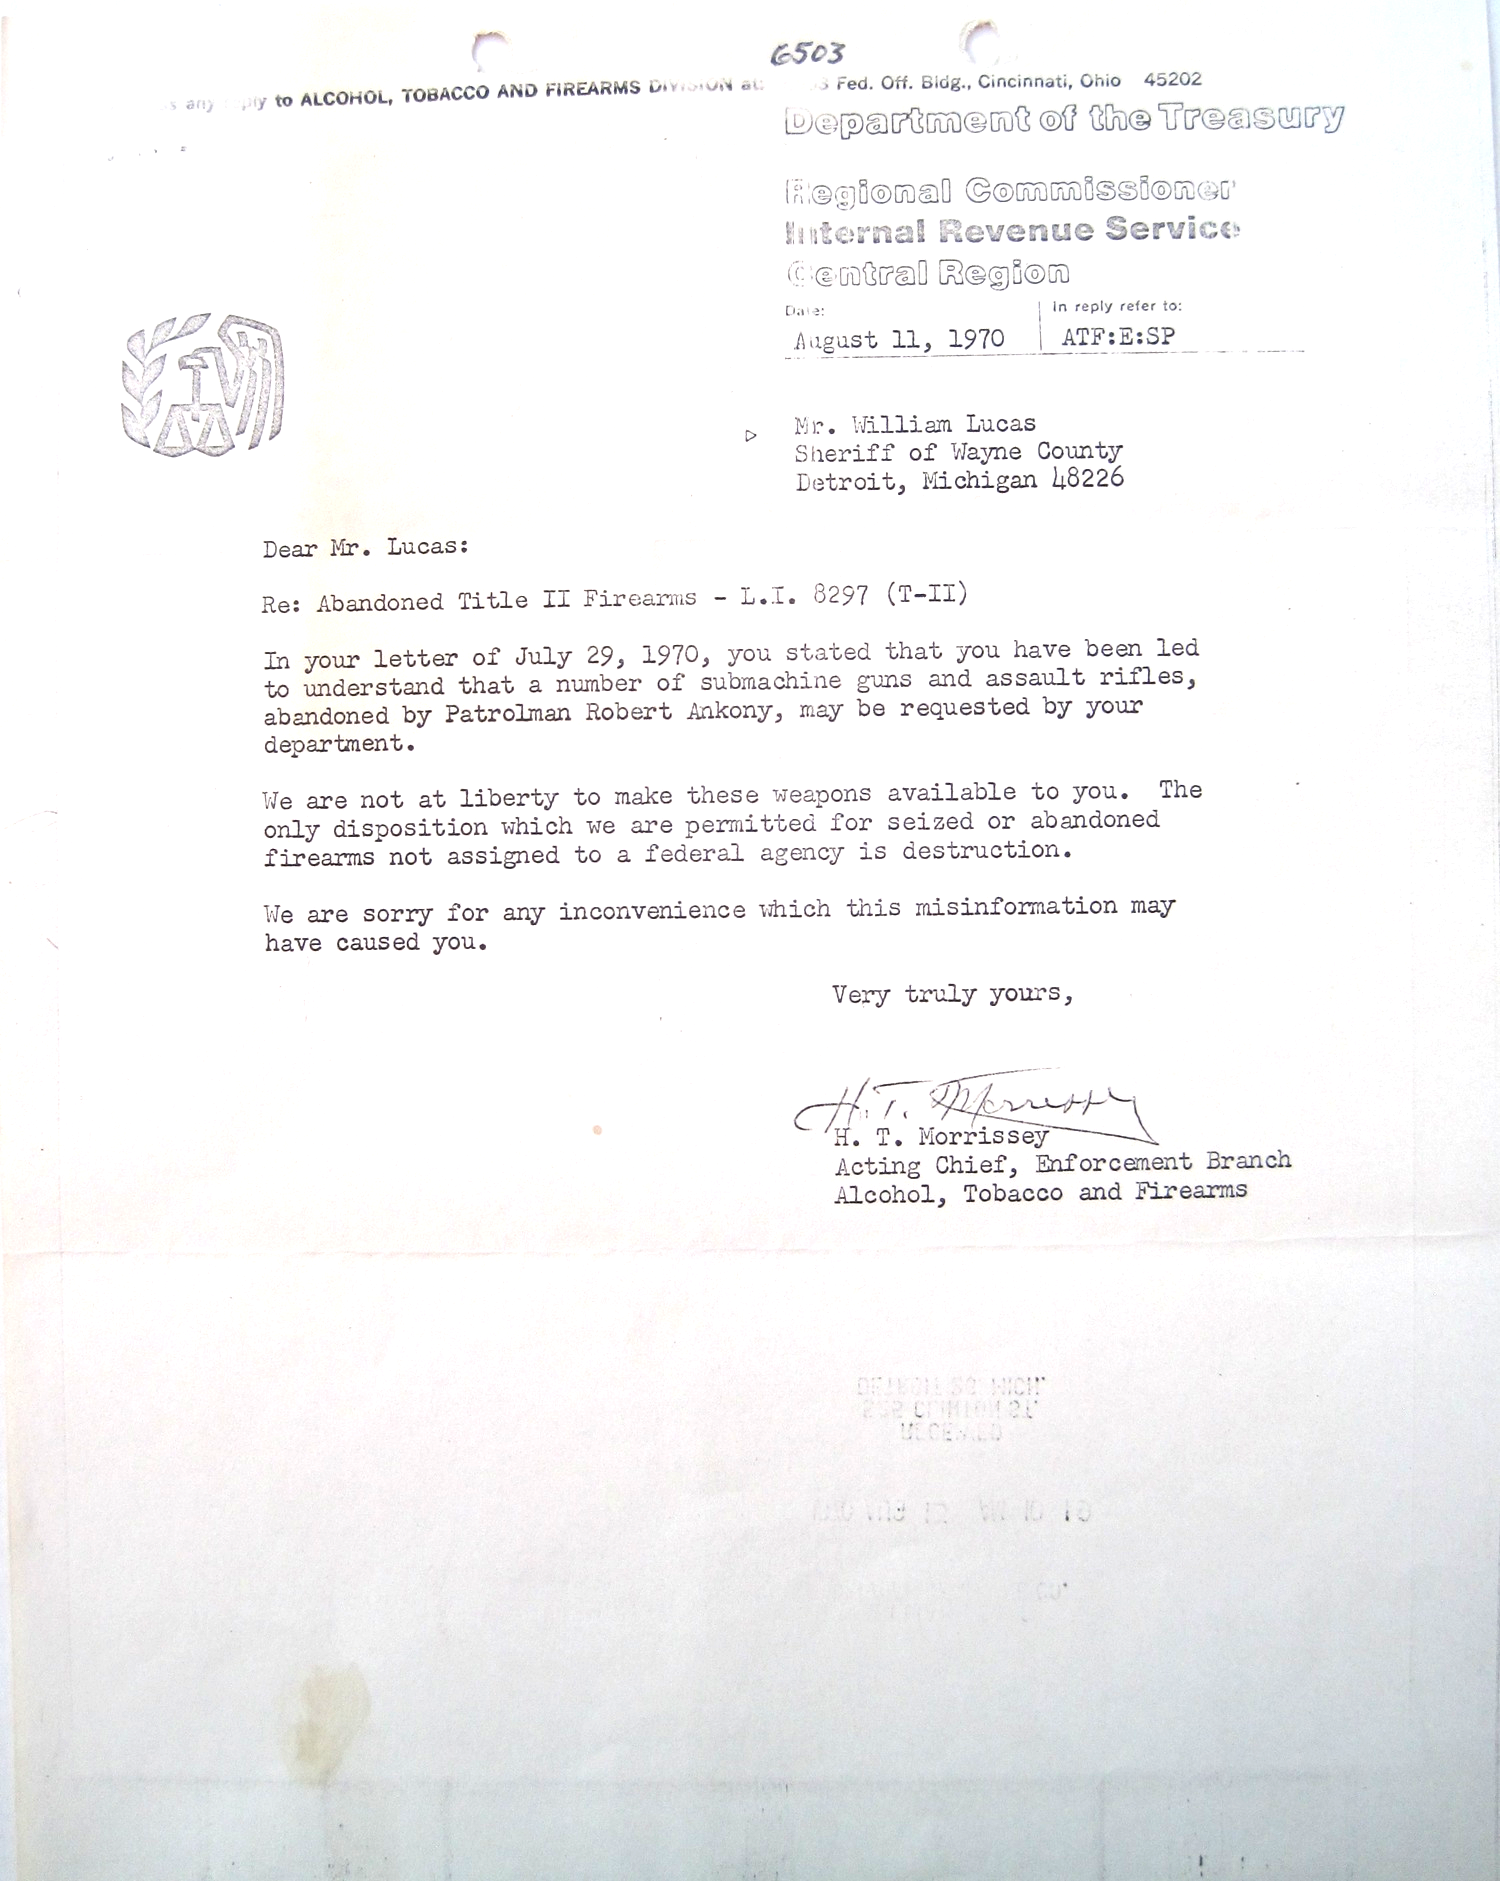 6503
any reply to ALCOHOL, TOBACCO AND FIREARMS DIVISION at: Fed. Off. Bldg., Cincinnati, Ohio 45202
Department of the Treasury
Regional Commissioner
Internal Revenue Service
Central Region
Date: In reply refer to:
August 11, 1970 ATF:E:SP
Mr. William Lucas
Sheriff of Wayne County
Detroit, Michigan 48226
Dear Mr. Lucas:
Re: Abandoned Title II Firearms - L.I. 8297 (T-II)
In your letter of July 29, 1970, you stated that you have been led
to understand that a number of submachine guns and assault rifles,
abandoned by Patrolman Robert Ankony, may be requested by your
department.
We are not at liberty to make these weapons available to you. The
only disposition which we are permitted for seized or abandoned
firearms not assigned to a federal agency is destruction.
We are sorry for any inconvenience which this misinformation may
have caused you.
Very truly yours,
H. T. Morrissey
H. T. Morrissey
Acting Chief, Enforcement Branch
Alcohol, Tobacco and Firearms